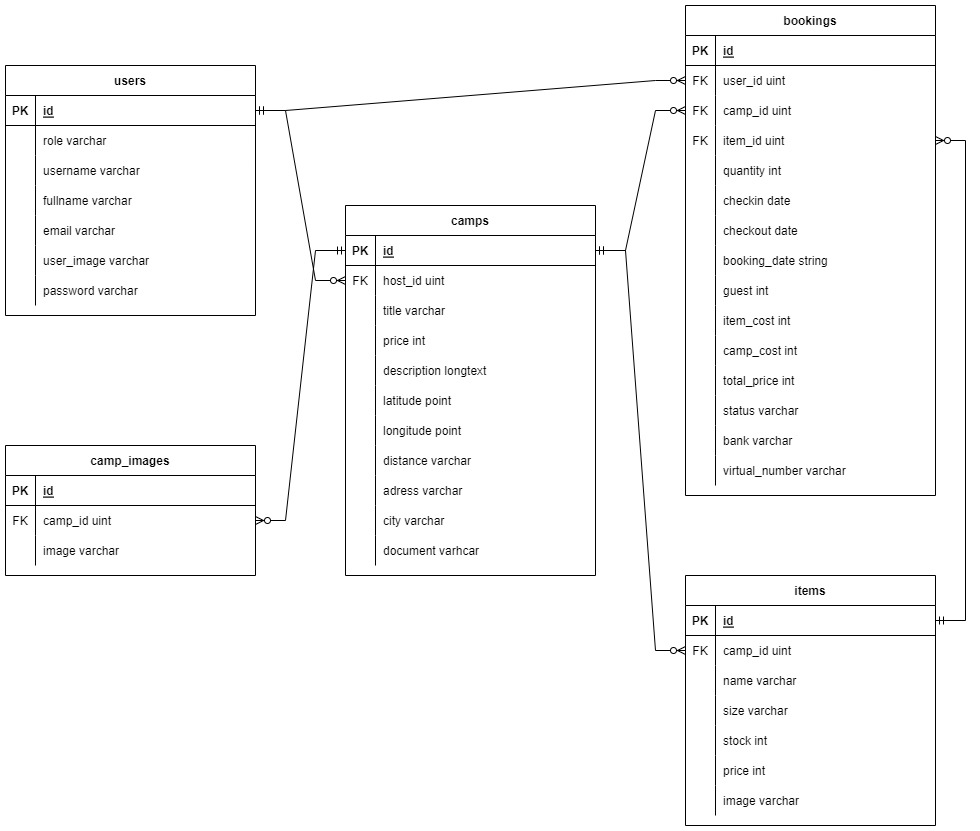 users
PK id
role varchar
username varchar
fullname varchar
email varchar
user_image varchar
password varchar
camp_images
PK id
FK camp_id uint
image varchar
camps
PK id
FK host_id uint
title varchar
price int
description longtext
latitude point
longitude point
distance varchar
adress varchar
city varchar
document varhcar
bookings
PK id
FK user_id uint
FK camp_id uint
FK item_id uint
quantity int
checkin date
checkout date
booking_date string
guest int
item_cost int
camp_cost int
total_price int
status varchar
bank varchar
virtual_number varchar
items
PK id
FK camp_id uint
name varchar
size varchar
stock int
price int
image varchar